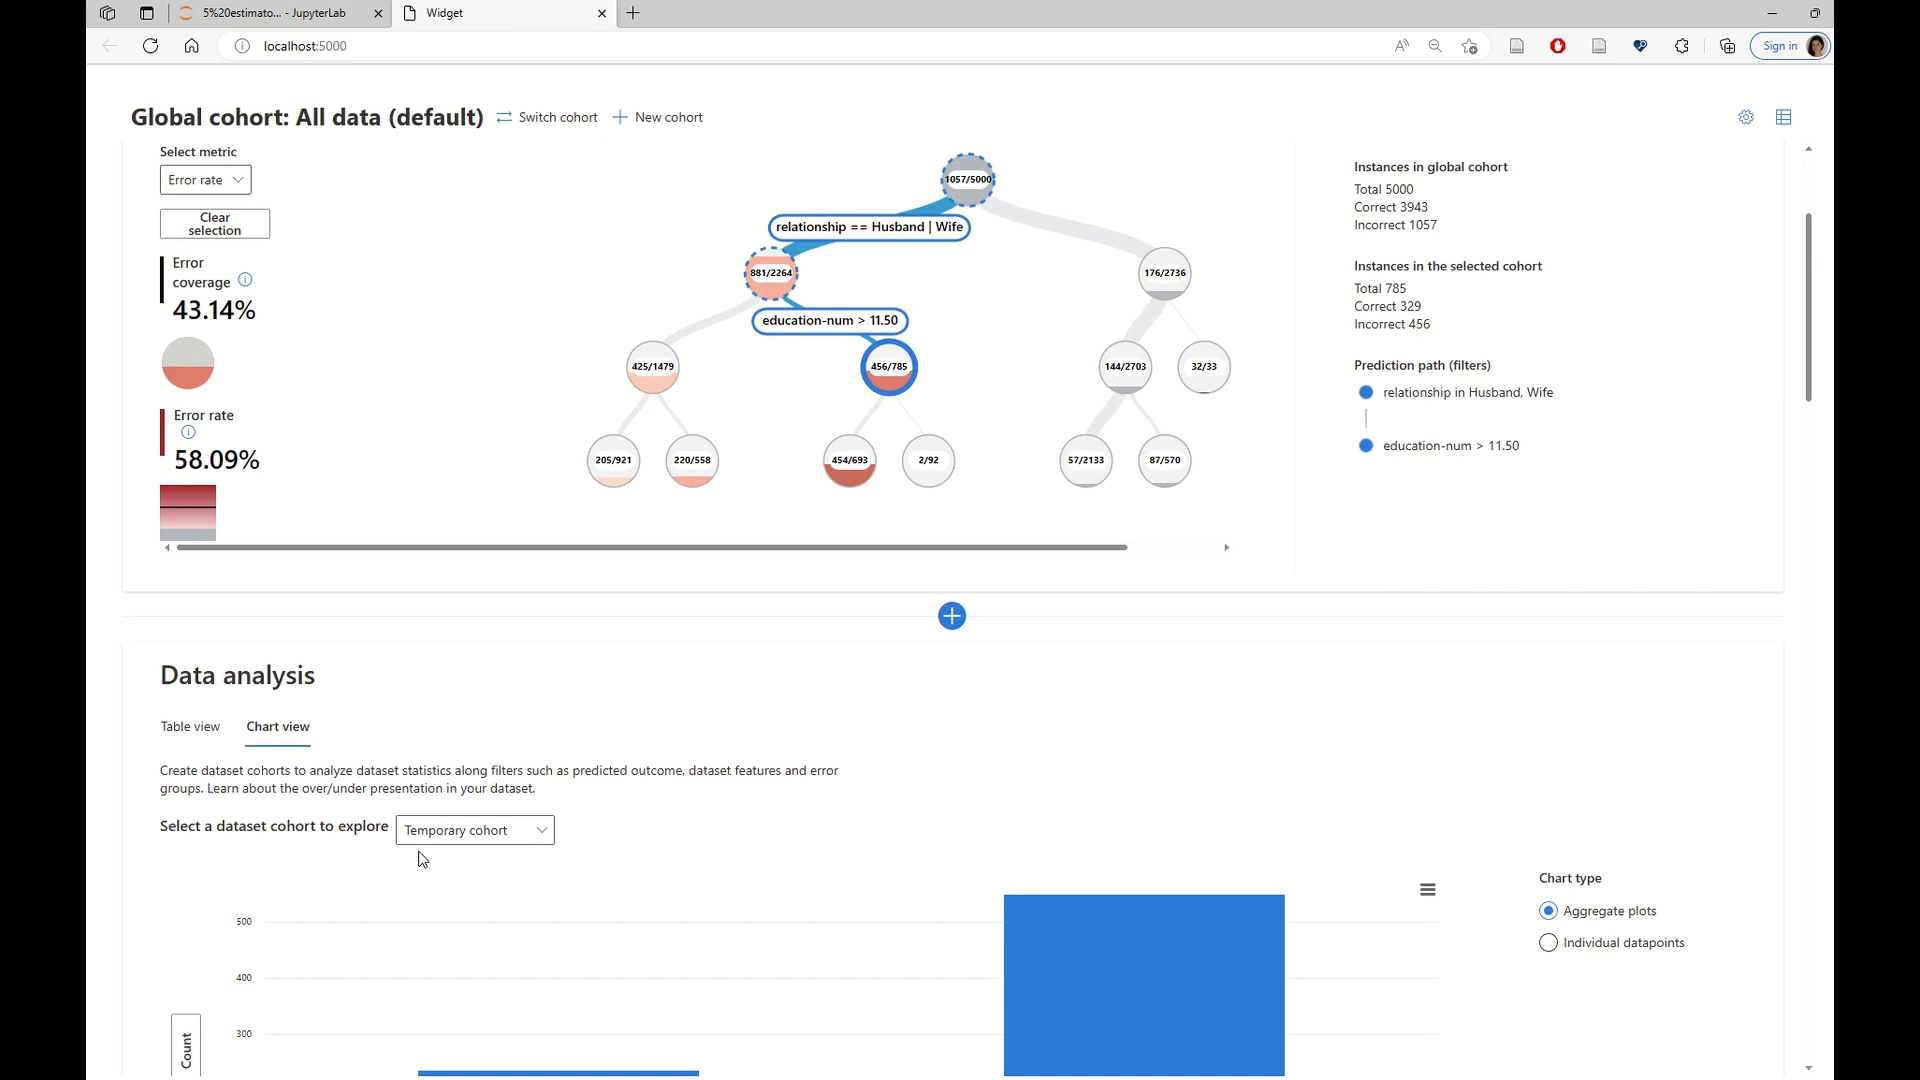 5%20estimato... - JupyterLab
Widget
localhost:5000
Sign in
Global cohort: All data (default)
Switch cohort
New cohort
Select metric
Error rate
Clear
selection
Error
coverage
43.14%
Error rate
58.09%
1057/5000
relationship == Husband | Wife
881/2264
176/2736
education-num > 11.50
425/1479
456/785
144/2703
32/33
205/921
220/558
454/693
2/92
57/2133
87/570
Instances in global cohort
Total 5000
Correct 3943
Incorrect 1057
Instances in the selected cohort
Total 785
Correct 329
Incorrect 456
Prediction path (filters)
relationship in Husband, Wife
education-num > 11.50
Data analysis
Table view
Chart view
Create dataset cohorts to analyze dataset statistics along filters such as predicted outcome, dataset features and error
groups. Learn about the over/under presentation in your dataset.
Select a dataset cohort to explore
Temporary cohort
Chart type
Aggregate plots
Individual datapoints
500
400
300
Count